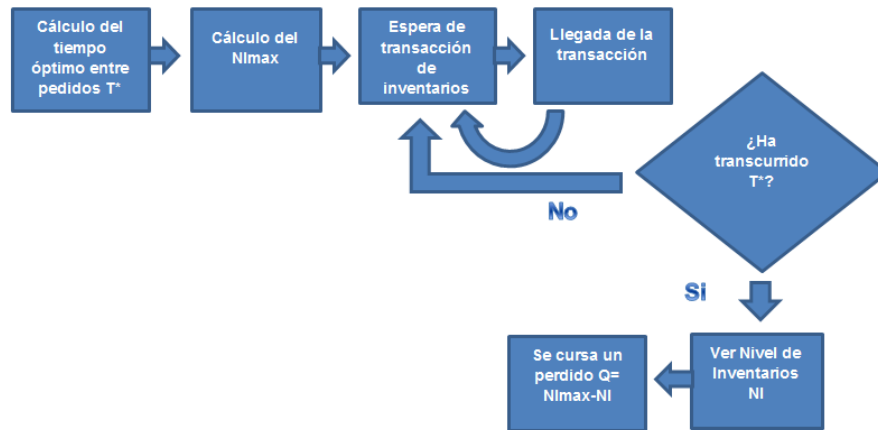 Cálculo del
tiempo
óptimo entre
pedidos T*
Cálculo del
NImax
Espera de
transacción
de
inventarios
Llegada de la
transacción
¿Ha
transcurrido
T*?
No
Si
Ver Nivel de
Inventarios
NI
Se cursa un
perdido Q=
NImax-NI